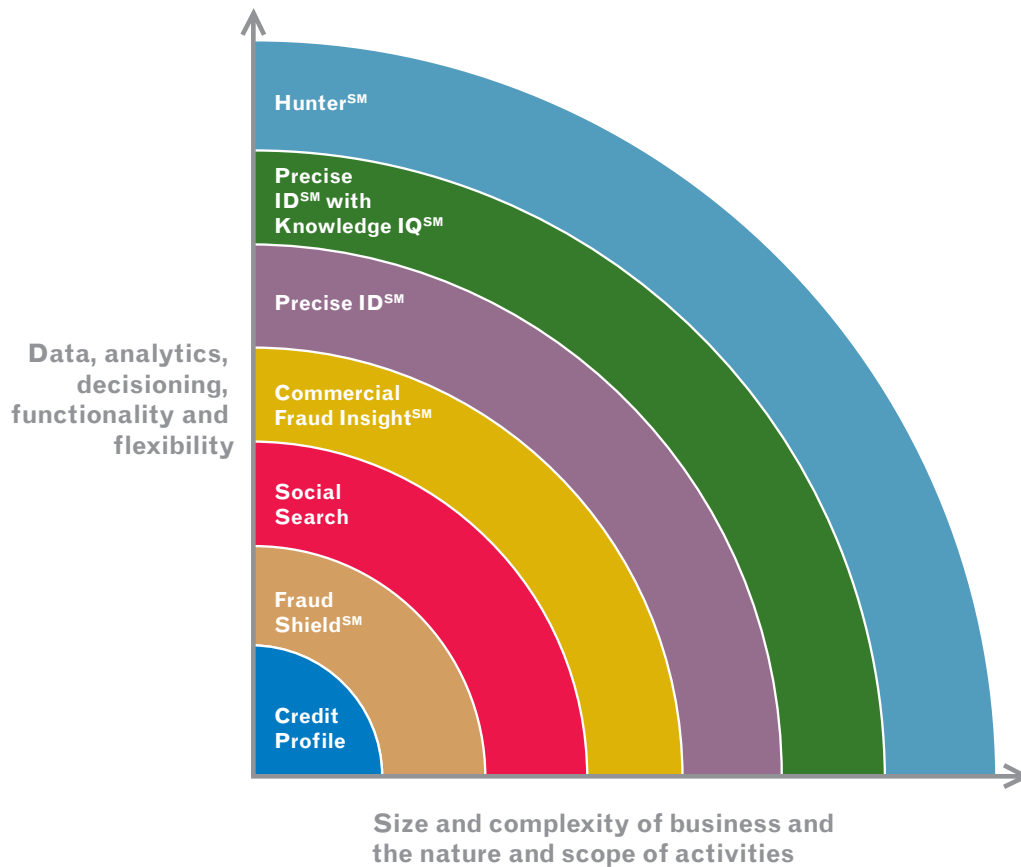 Hunter℠
Precise
ID℠ with
Knowledge IQ℠
Precise ID℠
Data, analytics,
decisioning,
functionality and
flexibility
Commercial
Fraud Insight℠
Social
Search
Fraud
Shield℠
Credit
Profile
Size and complexity of business and
the nature and scope of activities